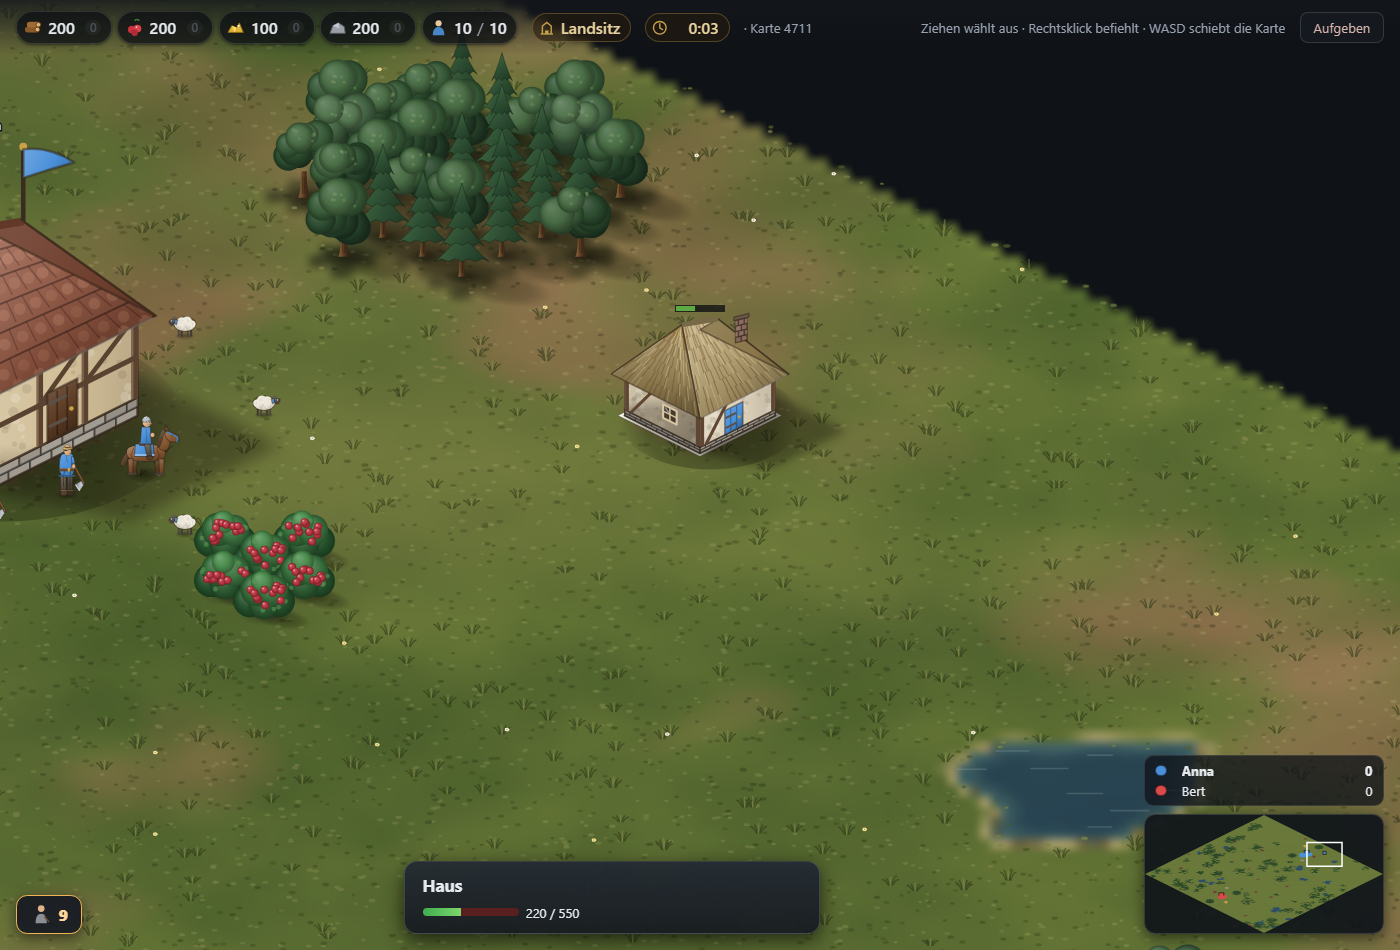 200 0 200 0 100 0 200 0 10 / 10 Landsitz 0:03 · Karte 4711 Ziehen wählt aus · Rechtsklick befiehlt · WASD schiebt die Karte Aufgeben
Anna 0
Bert 0
Haus
220 / 550
9